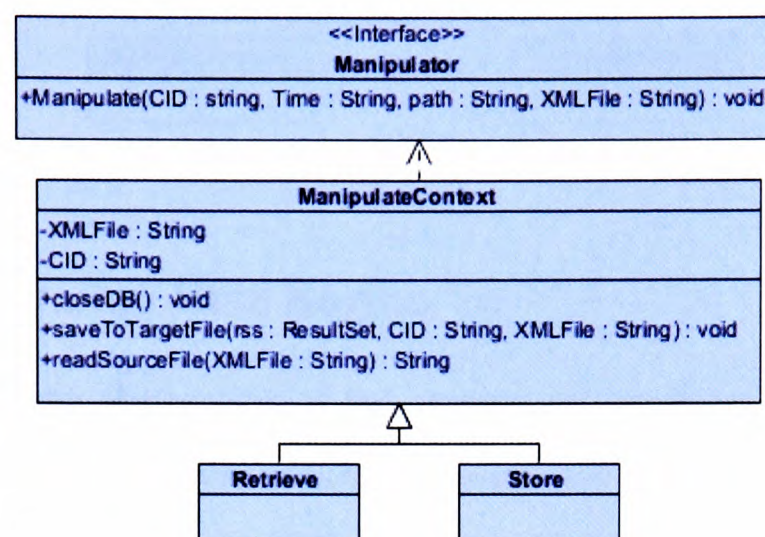 <<Interface>>
Manipulator
+Manipulate(CID : string, Time : String, path : String, XMLFile : String) : void
ManipulateContext
-XMLFile : String
-CID : String
+closeDB() : void
+saveToTargetFile(rss : ResultSet, CID : String, XMLFile : String) : void
+readSourceFile(XMLFile : String) : String
Retrieve
Store